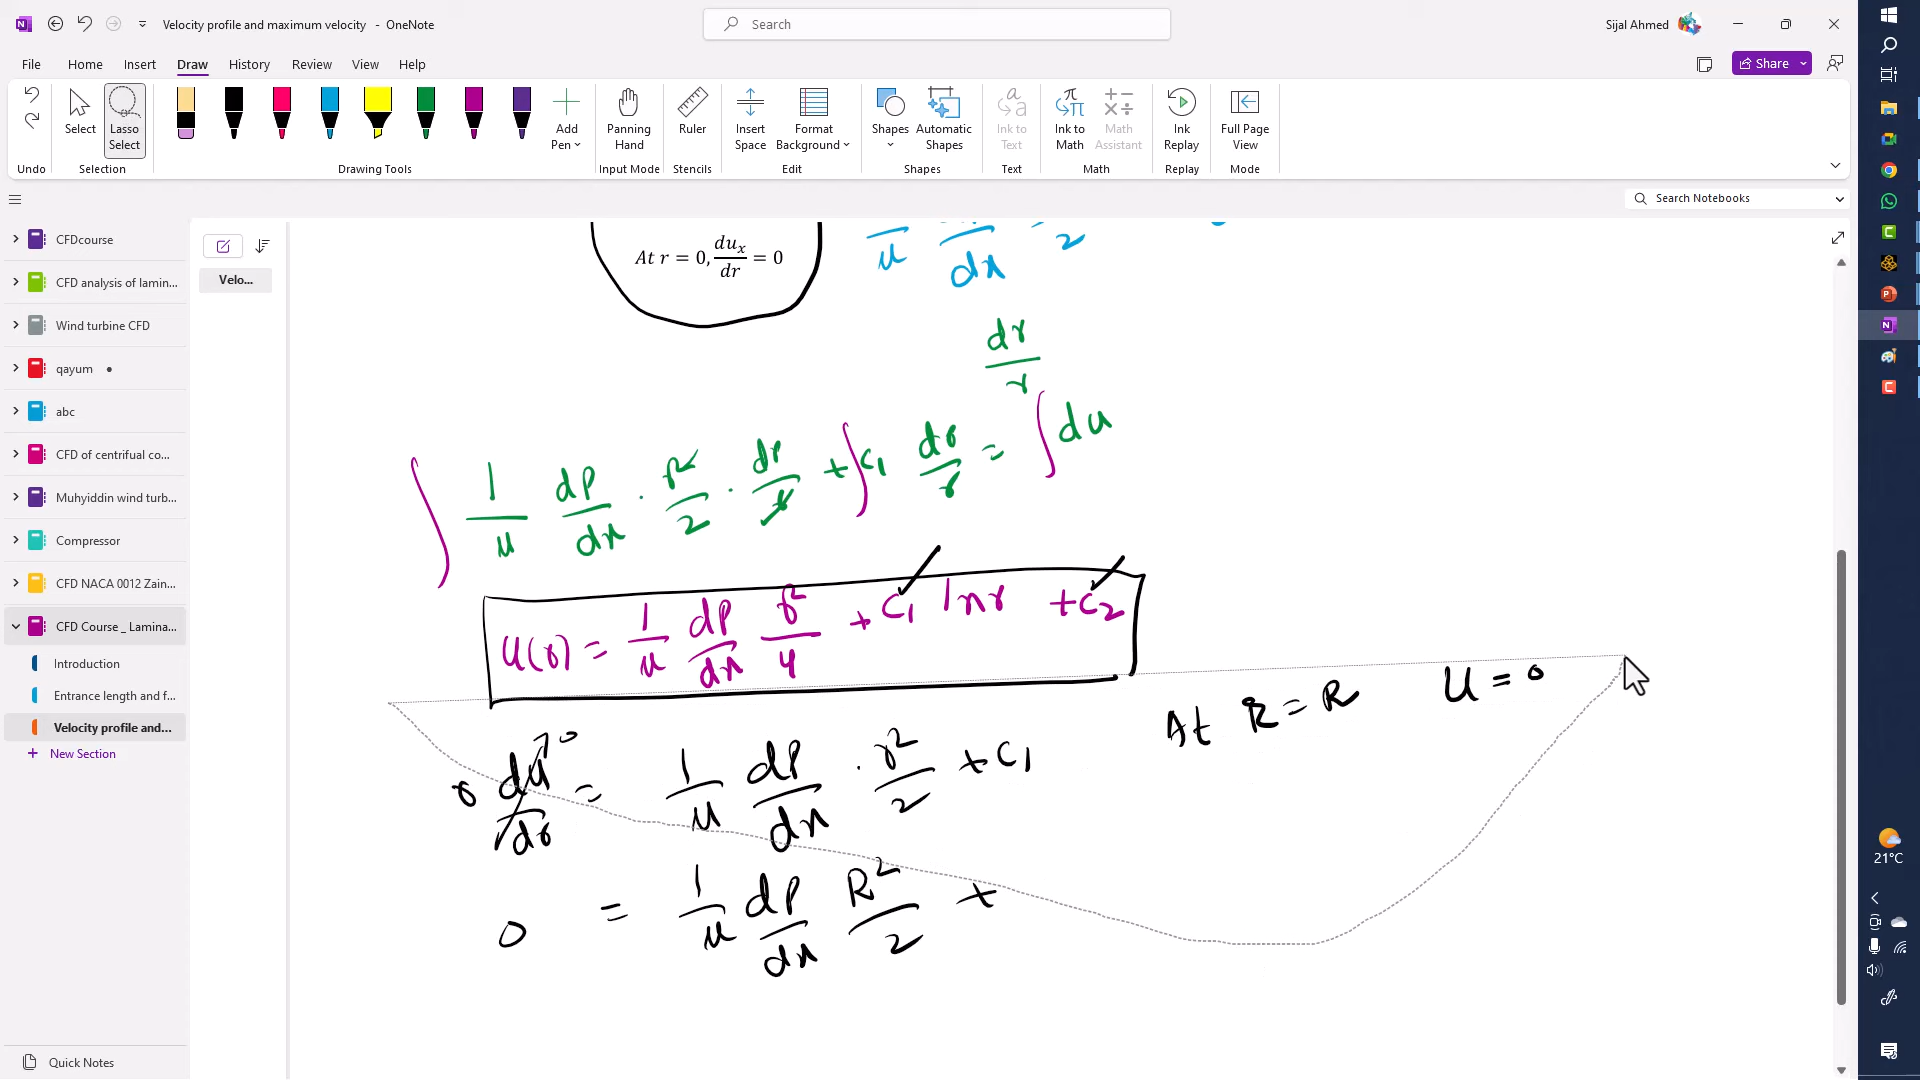 Velocity profile and maximum velocity - OneNote
Search
Sijal Ahmed
File Home Insert Draw History Review View Help
Share
Undo
Select
Lasso Select
Selection
Drawing Tools
Add Pen
Panning Hand
Input Mode
Ruler
Stencils
Insert Space
Format Background
Edit
Shapes
Automatic Shapes
Shapes
Ink to Text
Text
Ink to Math
Math Assistant
Math
Ink Replay
Replay
Full Page View
Mode
Search Notebooks
CFDcourse
CFD analysis of lamin...
Wind turbine CFD
qayum
abc
CFD of centrifual co...
Muhyiddin wind turb...
Compressor
CFD NACA 0012 Zain...
CFD Course _ Lamina...
Introduction
Entrance length and f...
Velocity profile and...
New Section
Quick Notes
Velo...
At r = 0, du_x/dr = 0
μ dx 2
dr/r
∫ 1/μ dP/dx · r²/2 · dr/r + ∫ C₁ dr/r = ∫ du
u(r) = 1/μ dP/dx r²/4 + C₁ ln r + C₂
At R = R U = 0
r du/dr = 1/μ dP/dx · r²/2 + C₁
0 = 1/μ dP/dx R²/2 +
21°C